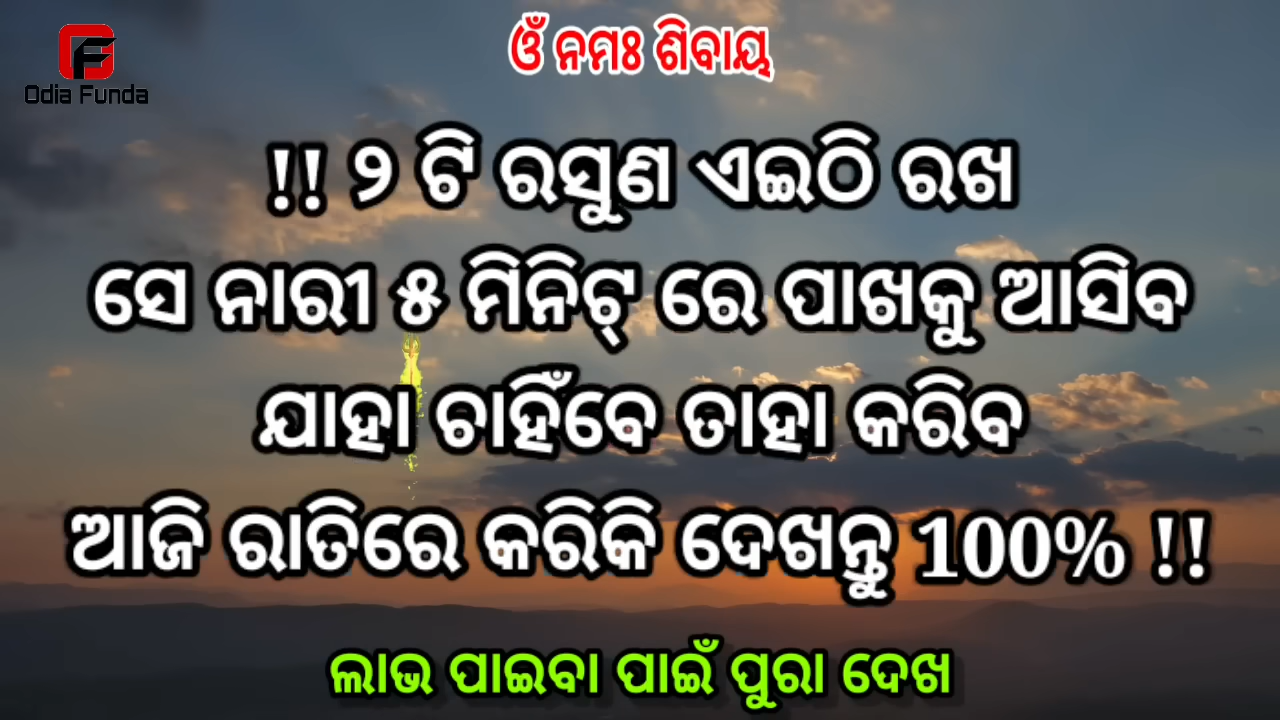 ଓଁ ନମଃ ଶିବାୟ
Odia Funda
!! ୨ ଟି ରସୁଣ ଏଇଠି ରଖ
ସେ ନାରୀ ୫ ମିନିଟ୍ ରେ ପାଖକୁ ଆସିବ
ଯାହା ଚାହିଁବେ ତାହା କରିବ
ଆଜି ରାତିରେ କରିକି ଦେଖନ୍ତୁ 100% !!
ଲାଭ ପାଇବା ପାଇଁ ପୁରା ଦେଖ